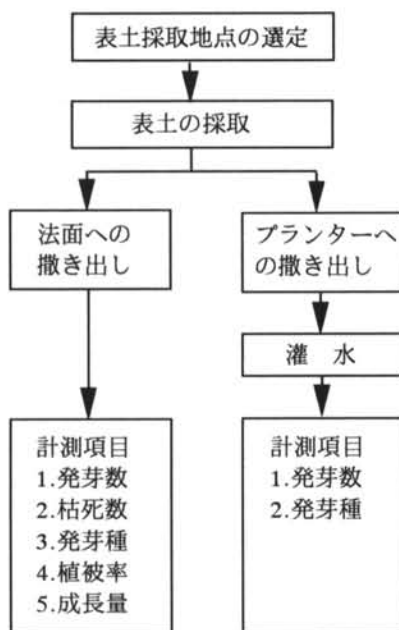 表土採取地点の選定
表土の採取
法面への
撒き出し
プランターへ
の撒き出し
灌　水
計測項目
1.発芽数
2.枯死数
3.発芽種
4.植被率
5.成長量
計測項目
1.発芽数
2.発芽種